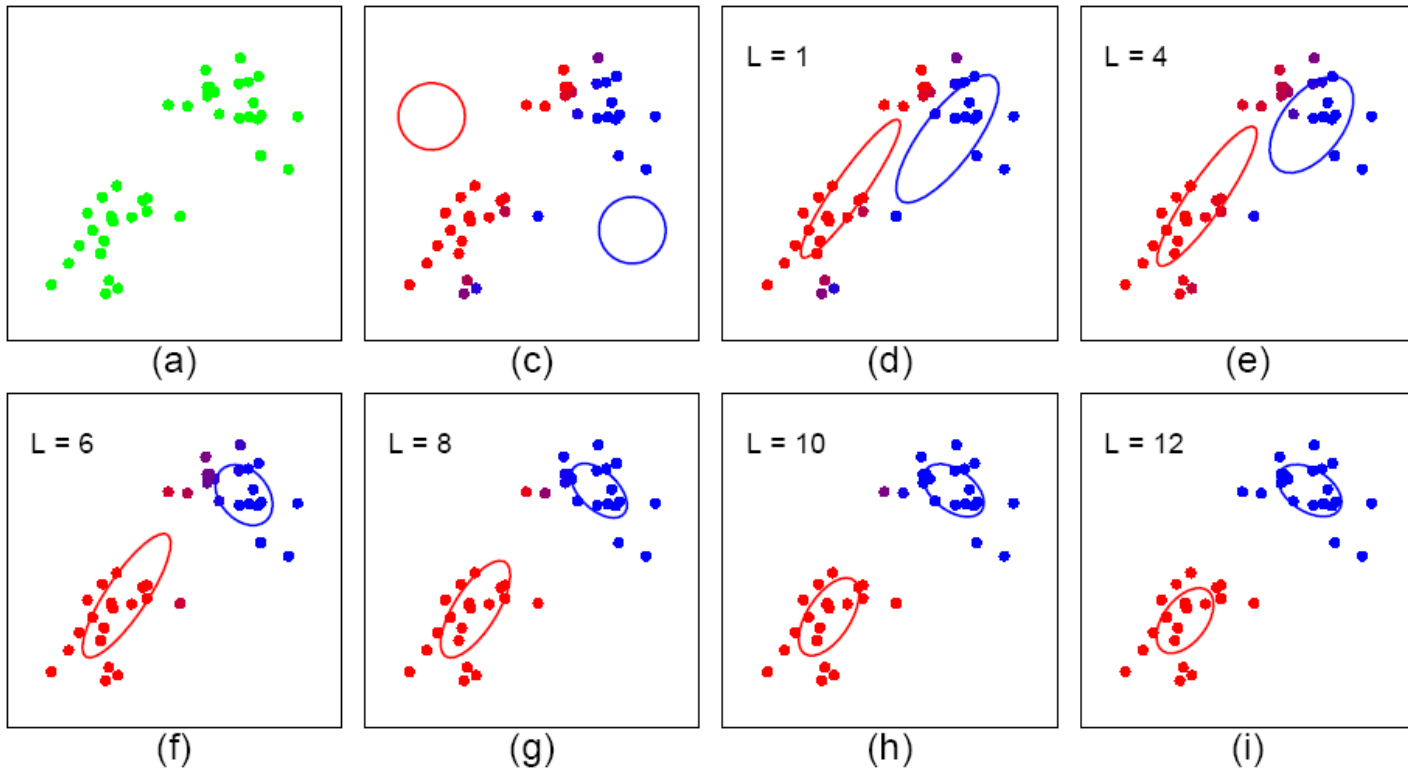 L = 1
L = 4
(a)
(c)
(d)
(e)
L = 6
L = 8
L = 10
L = 12
(f)
(g)
(h)
(i)